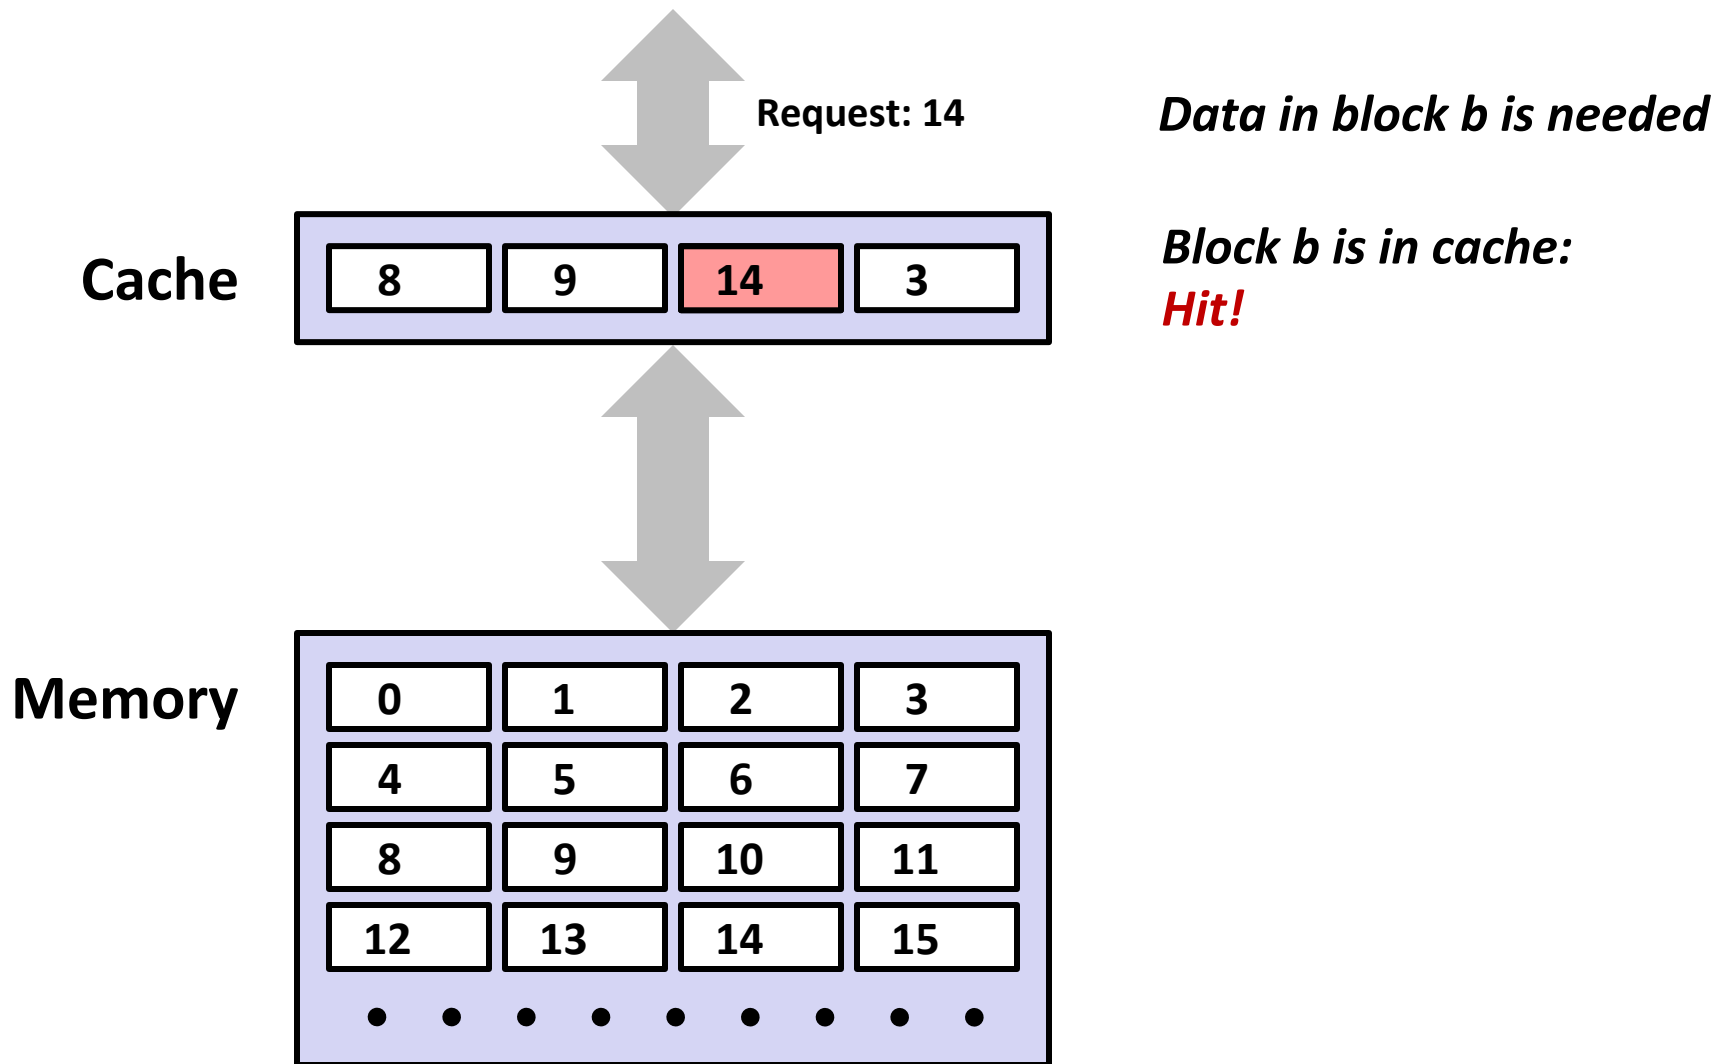 Request: 14
Data in block b is needed
Cache
8 9 14 3
Block b is in cache:
Hit!
Memory
0 1 2 3
4 5 6 7
8 9 10 11
12 13 14 15